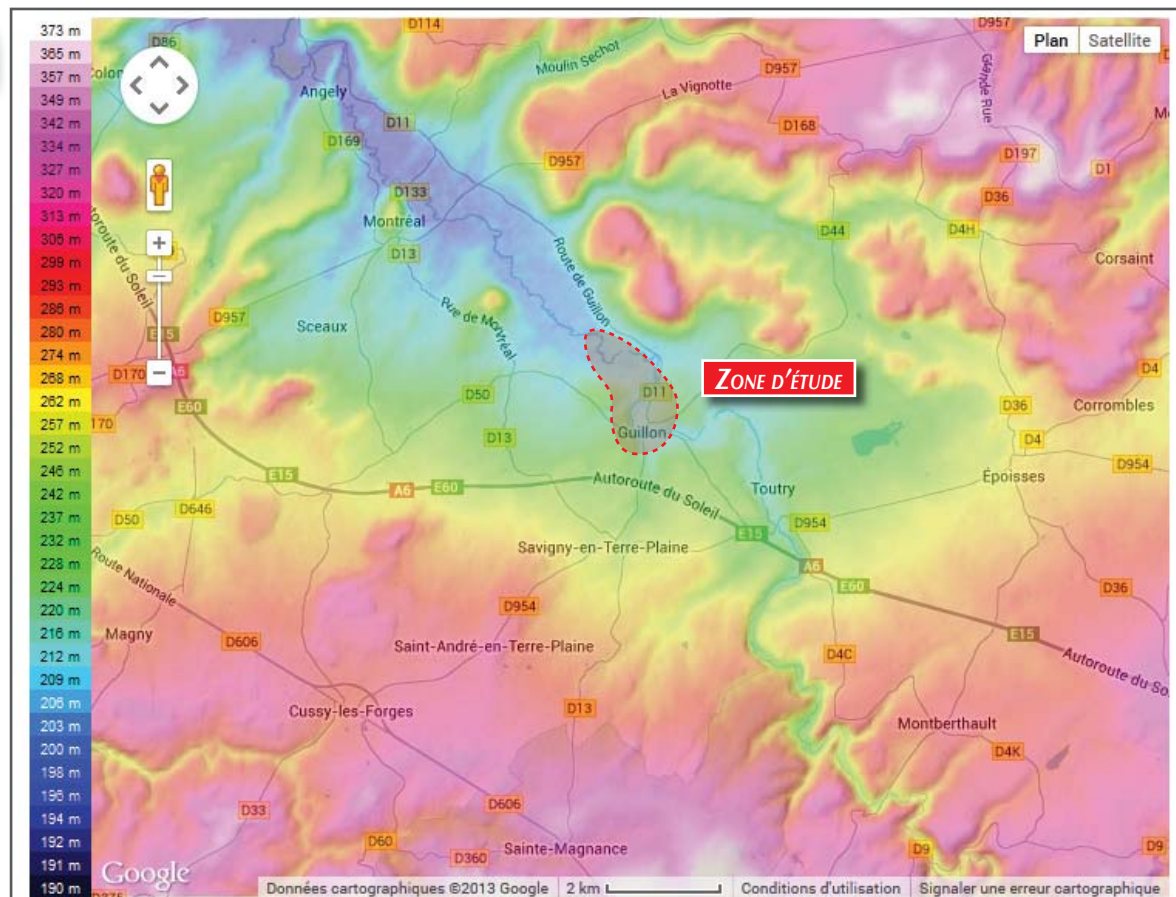 373 m
365 m
357 m
349 m
342 m
334 m
327 m
320 m
313 m
305 m
299 m
293 m
286 m
280 m
274 m
268 m
262 m
257 m
252 m
246 m
242 m
237 m
232 m
228 m
224 m
220 m
216 m
212 m
209 m
206 m
203 m
200 m
198 m
196 m
194 m
192 m
191 m
190 m
Plan Satellite
D86
D114
D957
Moulin Sechot
D957
Grande Rue
Angely
La Vignotte
D11
D168
D169
D957
D197
D1
D133
D36
Montréal
D44
D4H
D13
Route de Guillon
Corsaint
Autoroute du Soleil
Rue de Montréal
D957
Sceaux
E15
D170
A6
ZONE D'ÉTUDE
D4
D50
D11
E60
D36
Corrombles
170
D13
Guillon
D4
D954
E15
A6
E60
Autoroute du Soleil
Toutry
Époisses
D50
D646
D954
Savigny-en-Terre-Plaine
E15
A6
Route Nationale
E60
D36
D954
Magny
D606
Saint-André-en-Terre-Plaine
D4C
E15
Autoroute du So
Cussy-les-Forges
D13
Montberthault
D4K
D33
D606
D60
Sainte-Magnance
D9
D9
D360
Google
Données cartographiques ©2013 Google 2 km Conditions d'utilisation Signaler une erreur cartographique